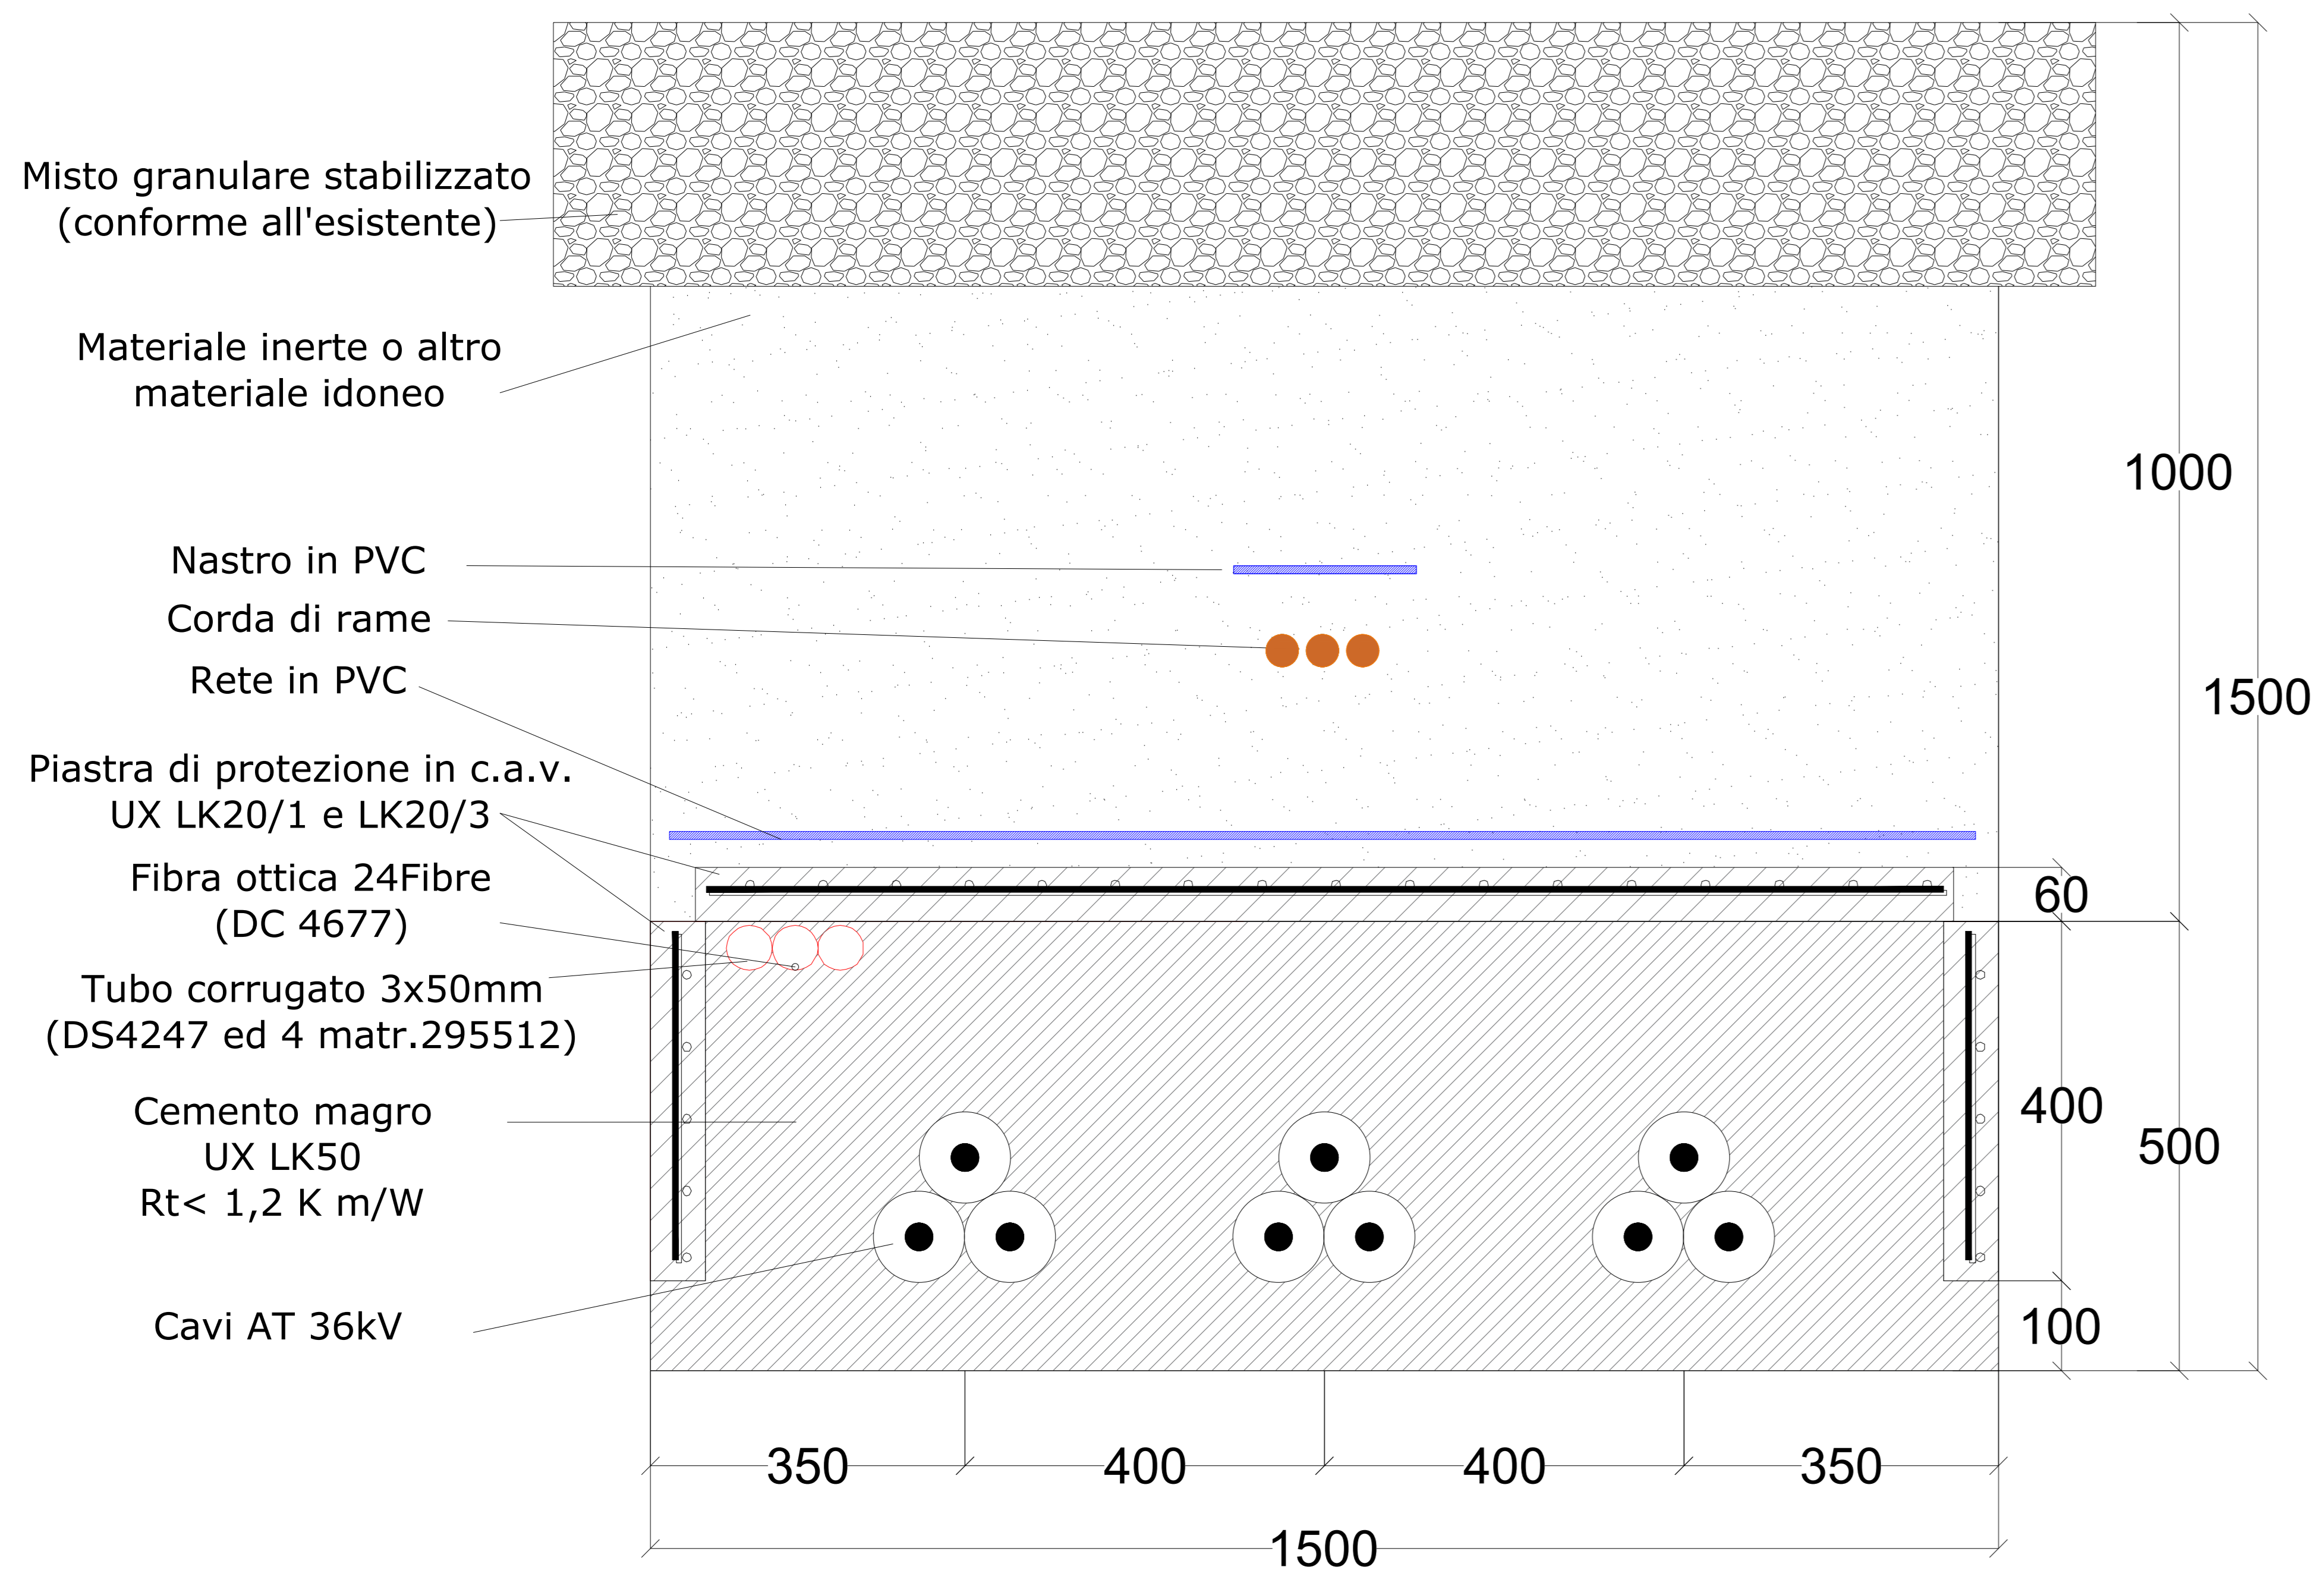 Misto granulare stabilizzato
(conforme all'esistente)
Materiale inerte o altro
materiale idoneo
Nastro in PVC
Corda di rame
Rete in PVC
Piastra di protezione in c.a.v.
UX LK20/1 e LK20/3
Fibra ottica 24Fibre
(DC 4677)
Tubo corrugato 3x50mm
(DS4247 ed 4 matr.295512)
Cemento magro
UX LK50
Rt< 1,2 K m/W
Cavi AT 36kV
1000
1500
60
400
500
100
350
400
400
350
1500